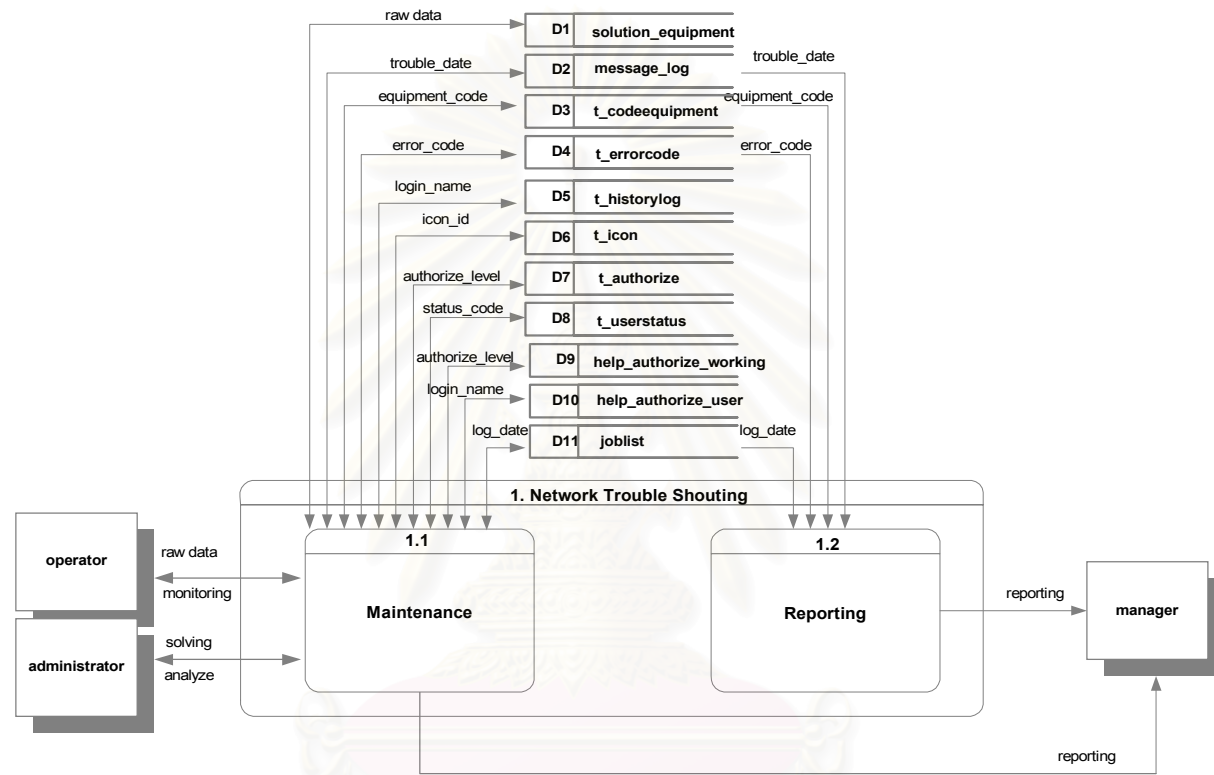 raw data
D1 solution_equipment
trouble_date
D2 message_log
trouble_date
equipment_code
D3 t_codeequipment
equipment_code
error_code
D4 t_errorcode
error_code
login_name
D5 t_historylog
icon_id
D6 t_icon
authorize_level
D7 t_authorize
status_code
D8 t_userstatus
authorize_level
D9 help_authorize_working
login_name
D10 help_authorize_user
log_date
D11 joblist
log_date
1. Network Trouble Shouting
operator
raw data
monitoring
administrator
solving
analyze
1.1
Maintenance
1.2
Reporting
reporting
manager
reporting